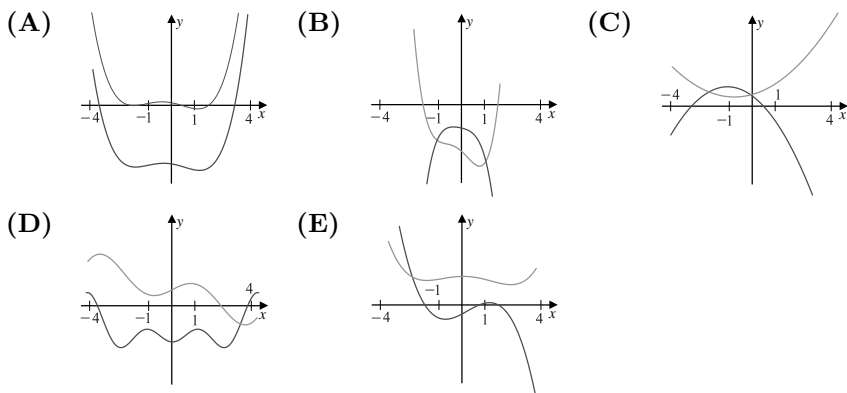 (A) y −4 −1 1 4 x
(B) y −4 −1 1 4 x
(C) y −4 −1 1 4 x
(D) y −4 −1 1 4 x
(E) y −4 −1 1 4 x